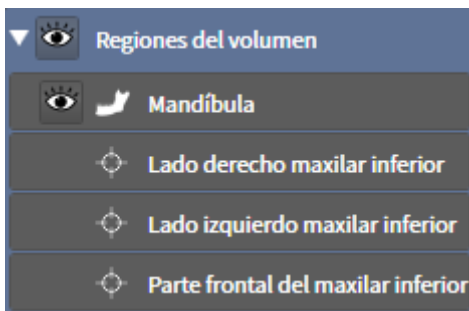 Regiones del volumen
Mandíbula
Lado derecho maxilar inferior
Lado izquierdo maxilar inferior
Parte frontal del maxilar inferior